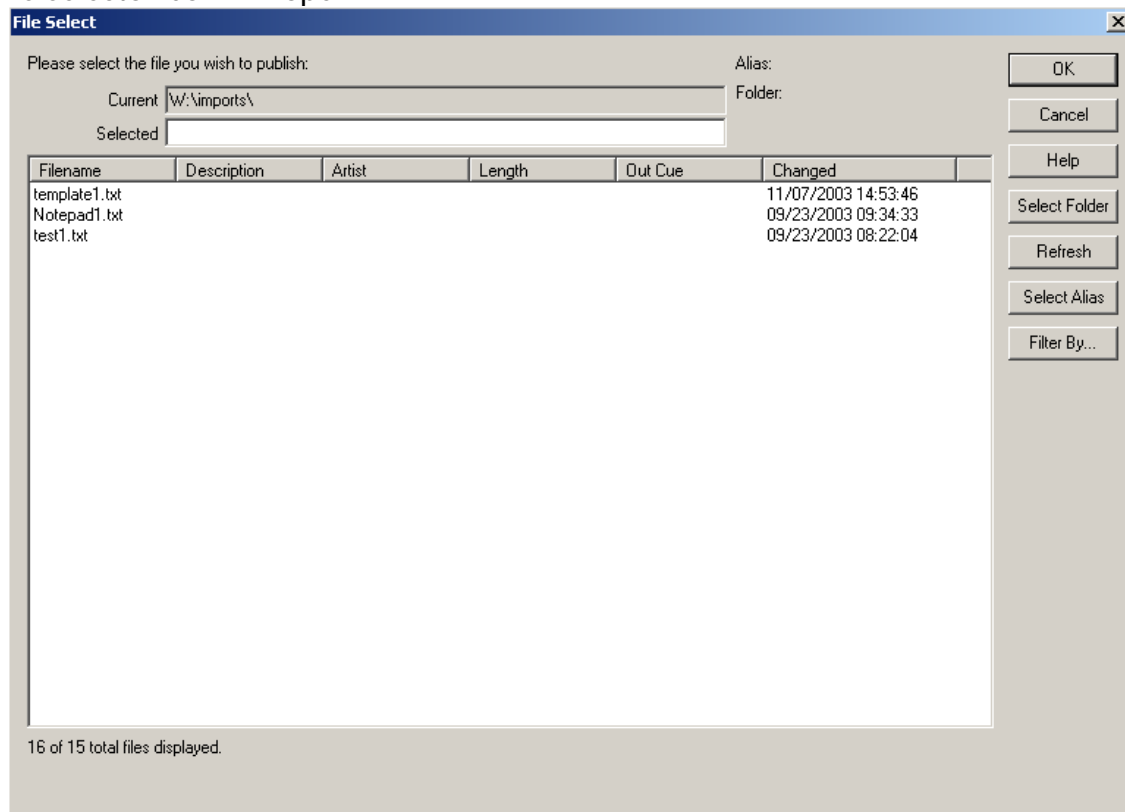 File Select
Please select the file you wish to publish:
Alias:
OK
Current W:\imports\
Folder:
Cancel
Selected
Help
Filename Description Artist Length Out Cue Changed
template1.txt 11/07/2003 14:53:46
Select Folder
Notepad1.txt 09/23/2003 09:34:33
test1.txt 09/23/2003 08:22:04
Refresh
Select Alias
Filter By...
16 of 15 total files displayed.